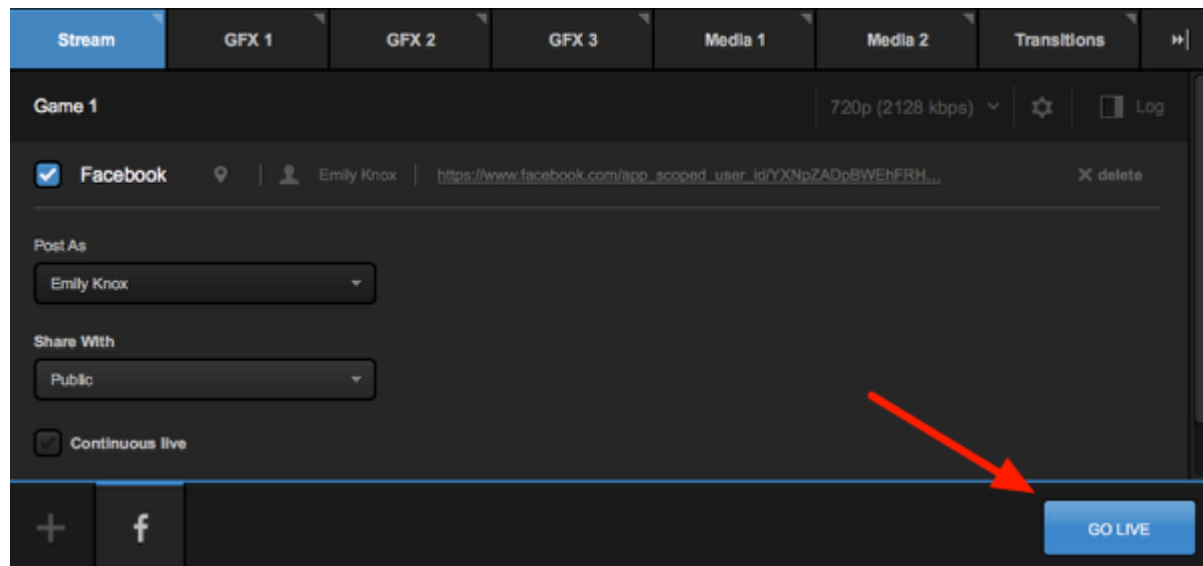 Stream GFX 1 GFX 2 GFX 3 Media 1 Media 2 Transitions
Game 1 720p (2128 kbps) Log
Facebook Emily Knox https://www.facebook.com/app_scoped_user_id/YXNpZADpBWEhFRH... delete
Post As
Emily Knox
Share With
Public
Continuous live
f GO LIVE